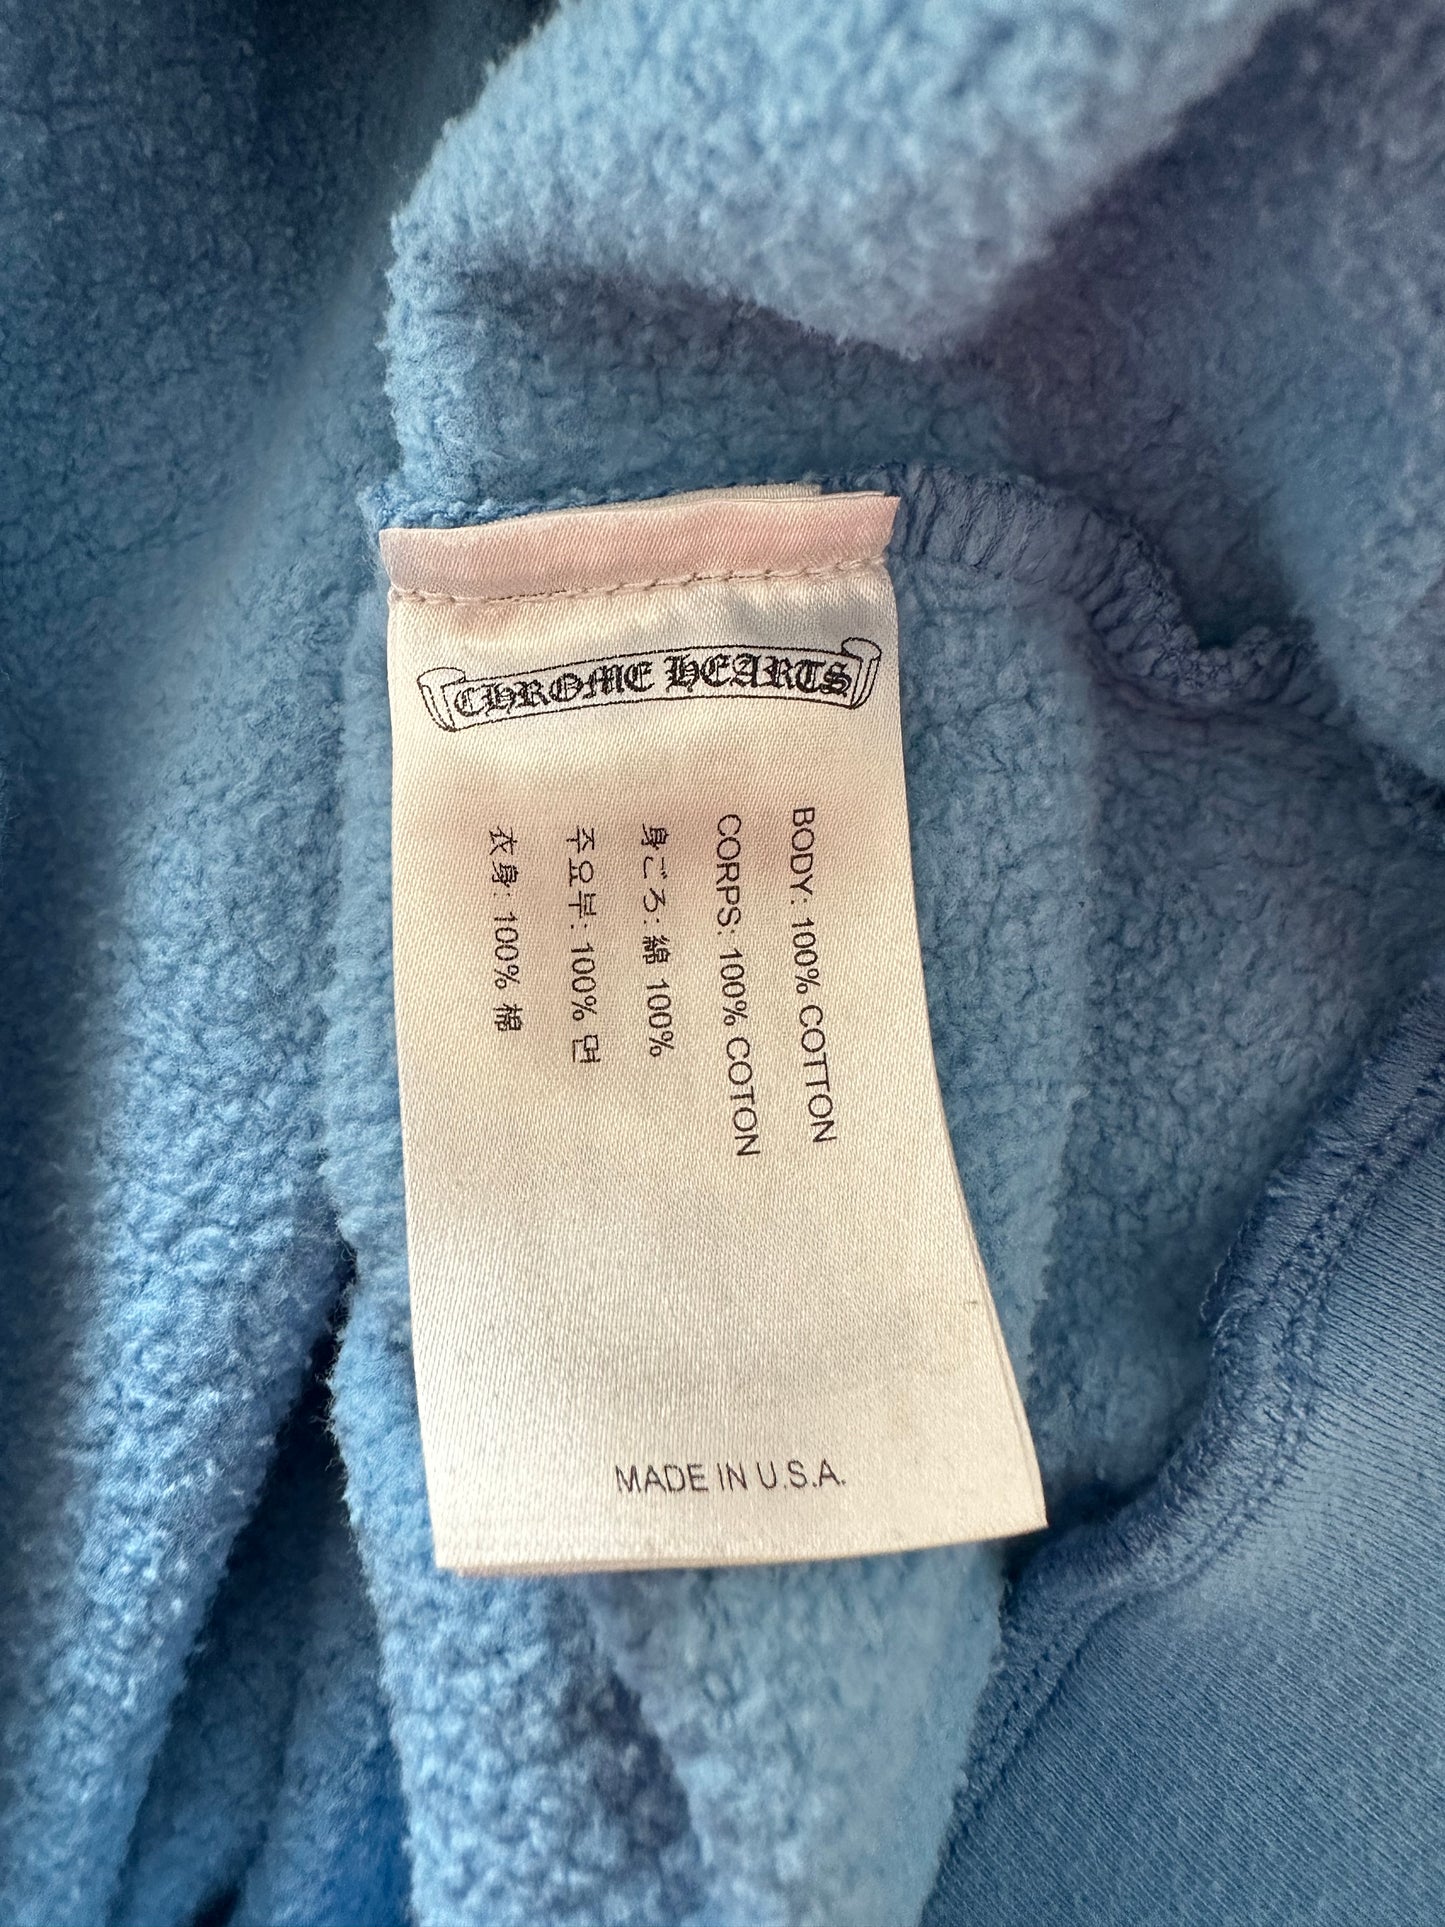 CHROME HEARTS
BODY: 100% COTTON
CORPS: 100% COTON
身ごろ: 綿 100%
주요부: 100% 면
衣身: 100% 棉
MADE IN U.S.A.